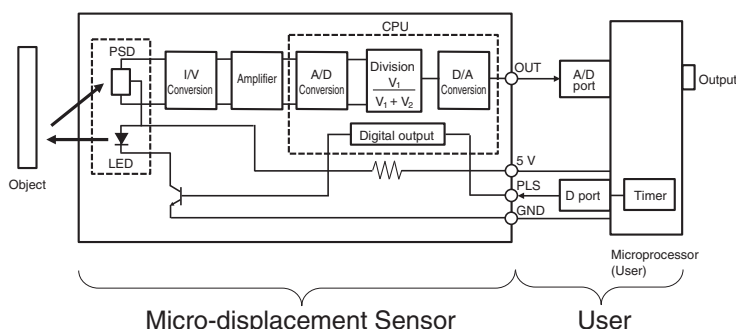 CPU
PSD
I/V
Conversion
Amplifier
A/D
Conversion
Division
V1
V1 + V2
D/A
Conversion
OUT
A/D
port
Output
Digital output
LED
Object
5 V
PLS
D port
Timer
GND
Microprocessor
(User)
Micro-displacement Sensor
User